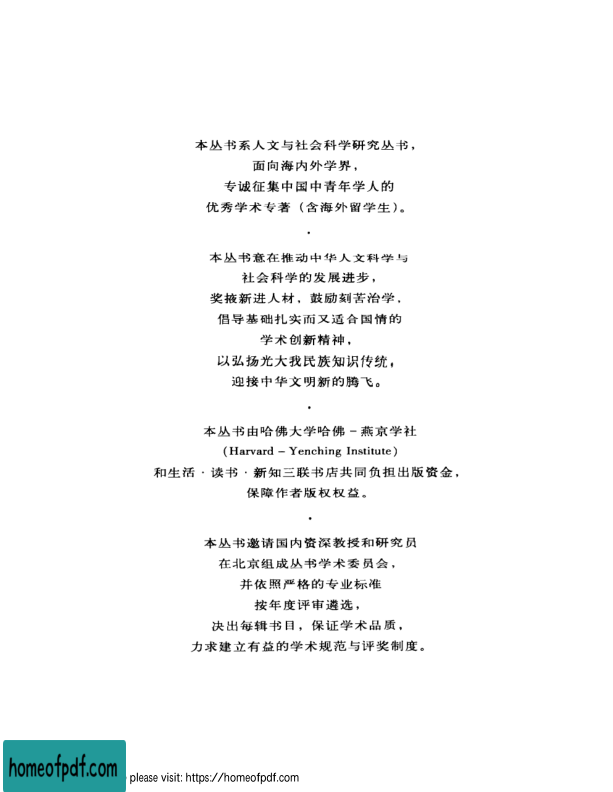 本丛书系人文与社会科学研究丛书，
面向海内外学界，
专诚征集中国中青年学人的
优秀学术专著（含海外留学生）。
·
本丛书意在推动中华人文科学与
社会科学的发展进步，
奖掖新进人材，鼓励刻苦治学，
倡导基础扎实而又适合国情的
学术创新精神，
以弘扬光大我民族知识传统，
迎接中华文明新的腾飞。
·
本丛书由哈佛大学哈佛－燕京学社
(Harvard – Yenching Institute)
和生活·读书·新知三联书店共同负担出版资金，
保障作者版权权益。
·
本丛书邀请国内资深教授和研究员
在北京组成丛书学术委员会，
并依照严格的专业标准
按年度评审遴选，
决出每辑书目，保证学术品质，
力求建立有益的学术规范与评奖制度。
homeofpdf.com
please visit: https://homeofpdf.com